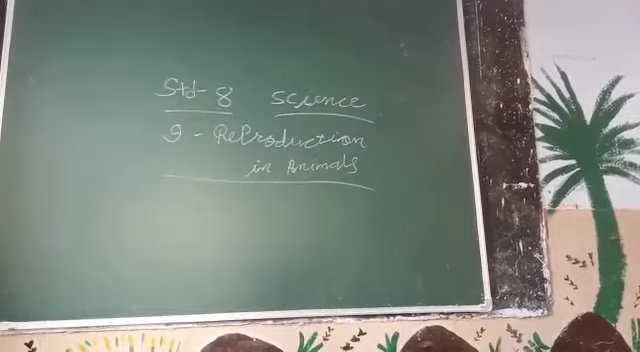 Std-8 Science
9 - Reproduction
in Animals